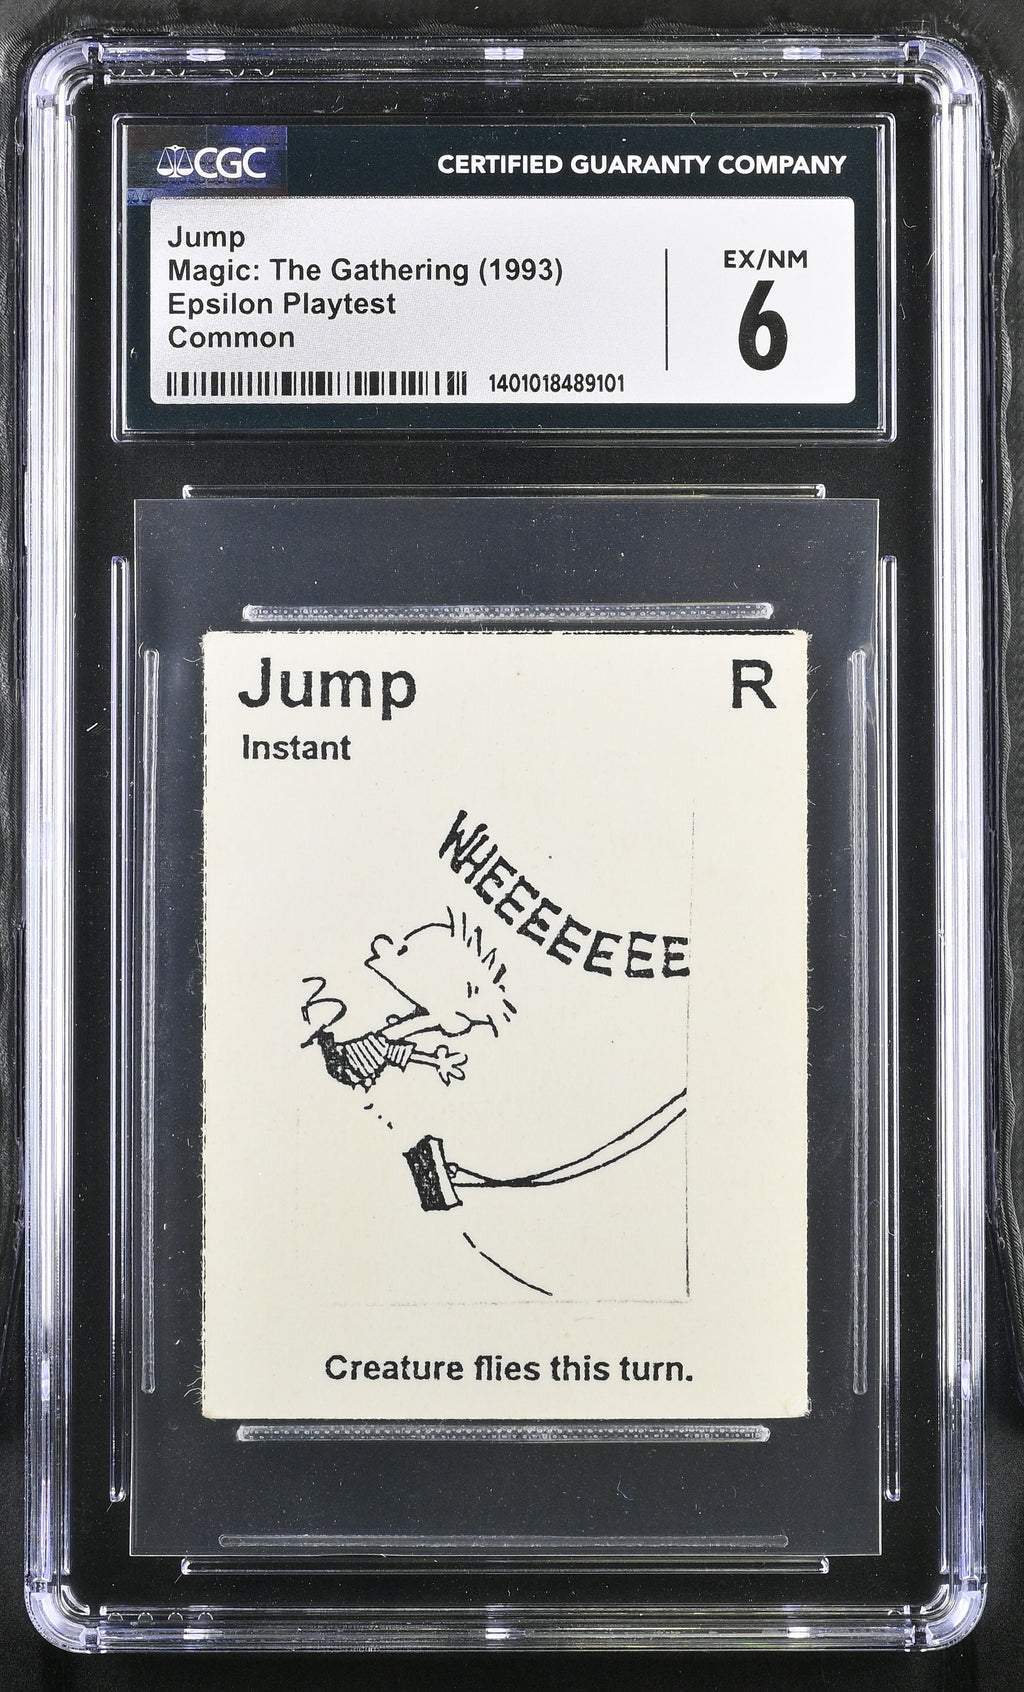 CGC
CERTIFIED GUARANTY COMPANY
Jump
Magic: The Gathering (1993)
Epsilon Playtest
Common
EX/NM
6
1401018489101
Jump
R
Instant
WHEEEEEEEE
Creature flies this turn.